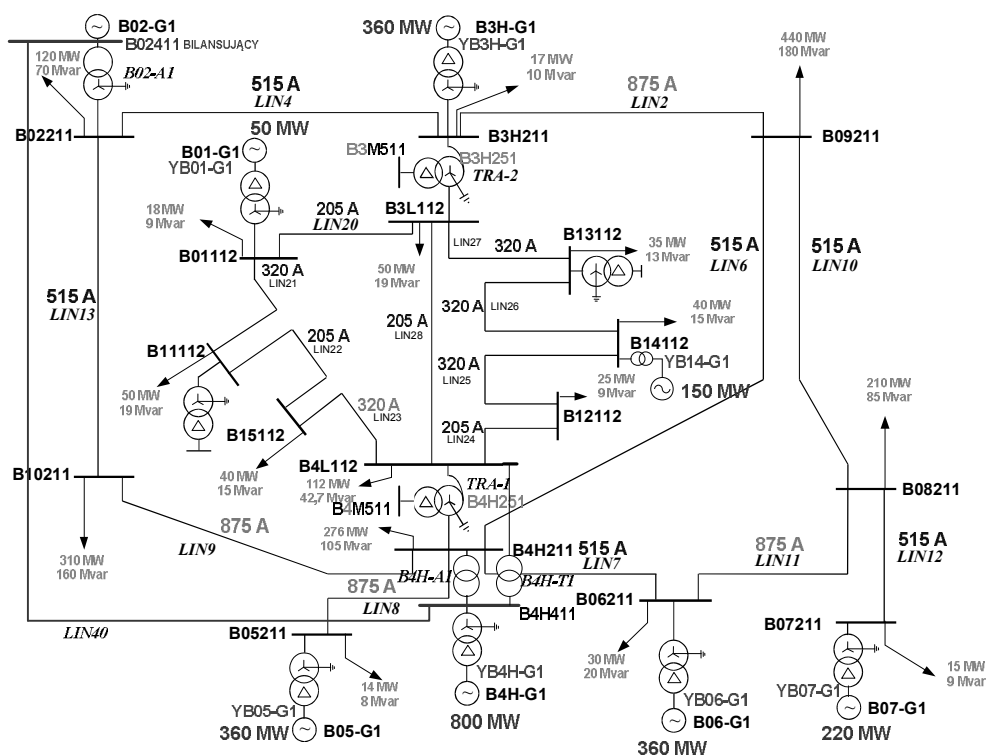 B02-G1
B02411 BILANSUJĄCY
120 MW
70 Mvar
B02-A1
B02211
360 MW
B3H-G1
YB3H-G1
17 MW
10 Mvar
440 MW
180 Mvar
515 A
LIN4
875 A
LIN2
B3H211
B09211
50 MW
B01-G1
YB01-G1
B3M511
B3H251
TRA-2
18 MW
9 Mvar
B01112
205 A
LIN20
B3L112
LIN27
320 A
B13112
35 MW
13 Mvar
515 A
LIN6
515 A
LIN10
320 A
LIN21
50 MW
19 Mvar
515 A
LIN13
320 A
LIN26
40 MW
15 Mvar
205 A
LIN28
205 A
LIN22
B11112
B14112
YB14-G1
150 MW
320 A
LIN25
25 MW
9 Mvar
B12112
50 MW
19 Mvar
320 A
LIN23
B15112
205 A
LIN24
210 MW
85 Mvar
40 MW
15 Mvar
B10211
B4L112
112 MW
42,7 Mvar
TRA-1
B4M511
B4H251
B08211
310 MW
160 Mvar
875 A
LIN9
276 MW
105 Mvar
B4H211
B4H-A1
B4H-T1
515 A
LIN7
875 A
LIN11
515 A
LIN12
875 A
LIN8
B4H411
B06211
B07211
LIN40
B05211
14 MW
8 Mvar
YB05-G1
360 MW
B05-G1
YB4H-G1
B4H-G1
800 MW
30 MW
20 Mvar
YB06-G1
B06-G1
360 MW
15 MW
9 Mvar
YB07-G1
B07-G1
220 MW